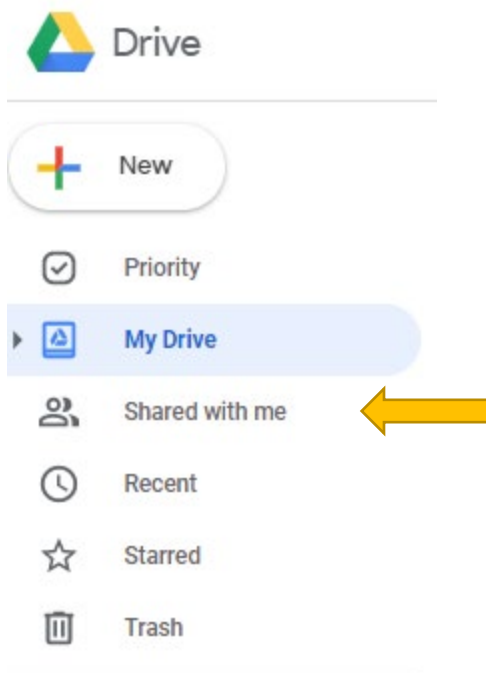 Drive
New
Priority
My Drive
Shared with me
Recent
Starred
Trash